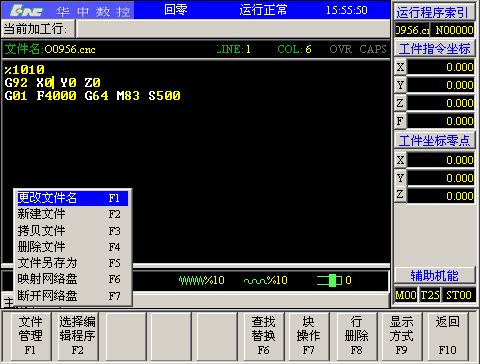 华中数控 回零 运行正常 15:55:50 运行程序索引
当前加工行: 0956.cn N00000
文件名:O0956.cnc LINE:1 COL:6 OVR CAPS
工件指令坐标
%1010
G92 X0 Y0 Z0
G01 F4000 G64 M83 S500
X 0.000
Y 0.000
Z 0.000
F 0.000
工件坐标零点
X 0.000
Y 0.000
Z 0.000
更改文件名 F1
新建文件 F2
拷贝文件 F3
删除文件 F4
文件另存为 F5
映射网络盘 F6
断开网络盘 F7
%10 %10 0
辅助机能
M00 T25 ST00
主
文件管理 F1
选择编辑程序 F2
查找替换 F6
块操作 F7
行删除 F8
显示方式 F9
返回 F10